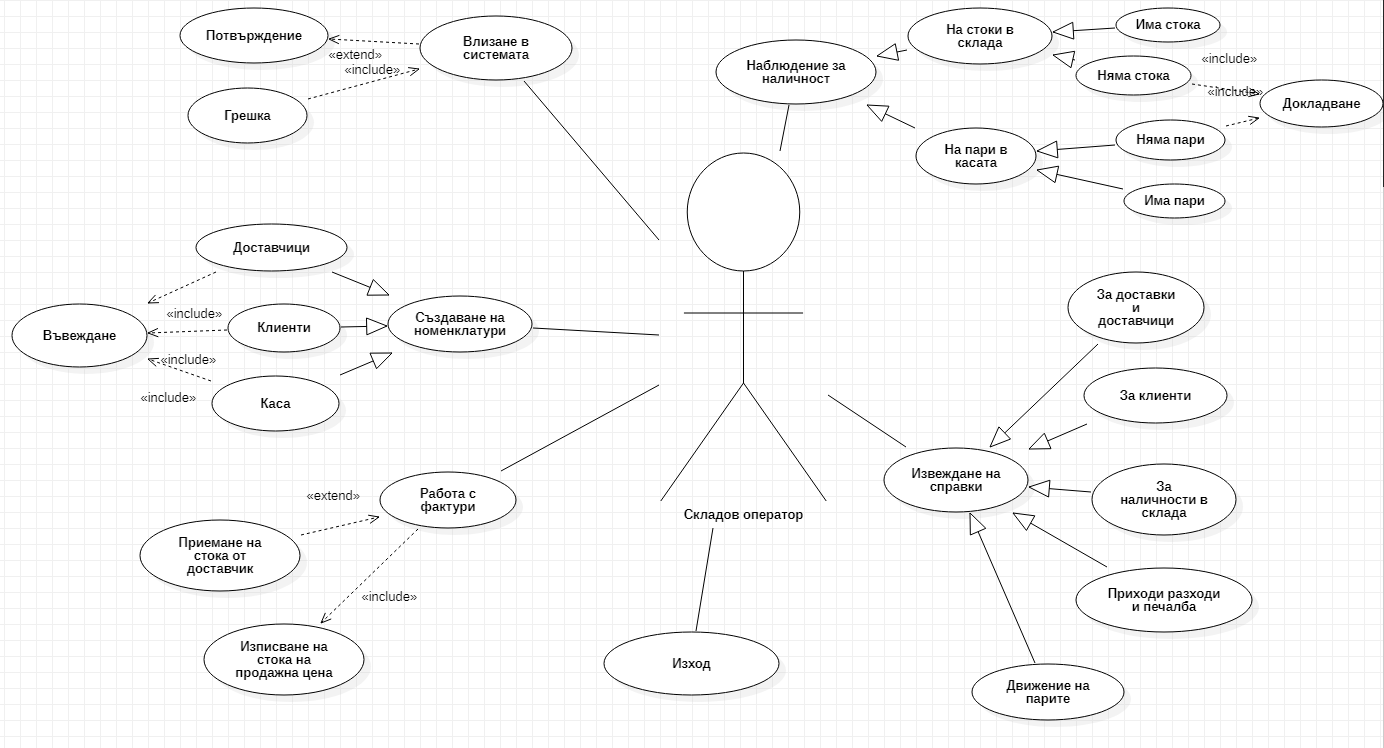 Потвърждение
«extend»
«include»
Влизане в
системата
Грешка
Наблюдение за
наличност
На стоки в
склада
Има стока
Няма стока
«include»
«include»
Докладване
На пари в
касата
Няма пари
Има пари
Доставчици
«include»
Въвеждане
Клиенти
Създаване на
номенклатури
«include»
«include»
Каса
За доставки
и
доставчици
За клиенти
Извеждане на
справки
За
наличности в
склада
Приходи разходи
и печалба
Движение на
парите
«extend»
Работа с
фактури
Приемане на
стока от
доставчик
«include»
Изписване на
стока на
продажна цена
Складов оператор
Изход